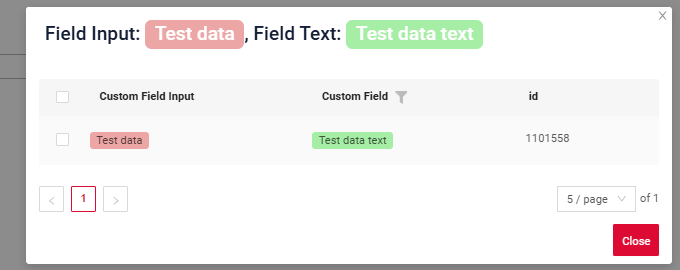 Field Input: Test data, Field Text: Test data text
Custom Field Input Custom Field id
Test data Test data text 1101558
1 5 / page of 1
Close